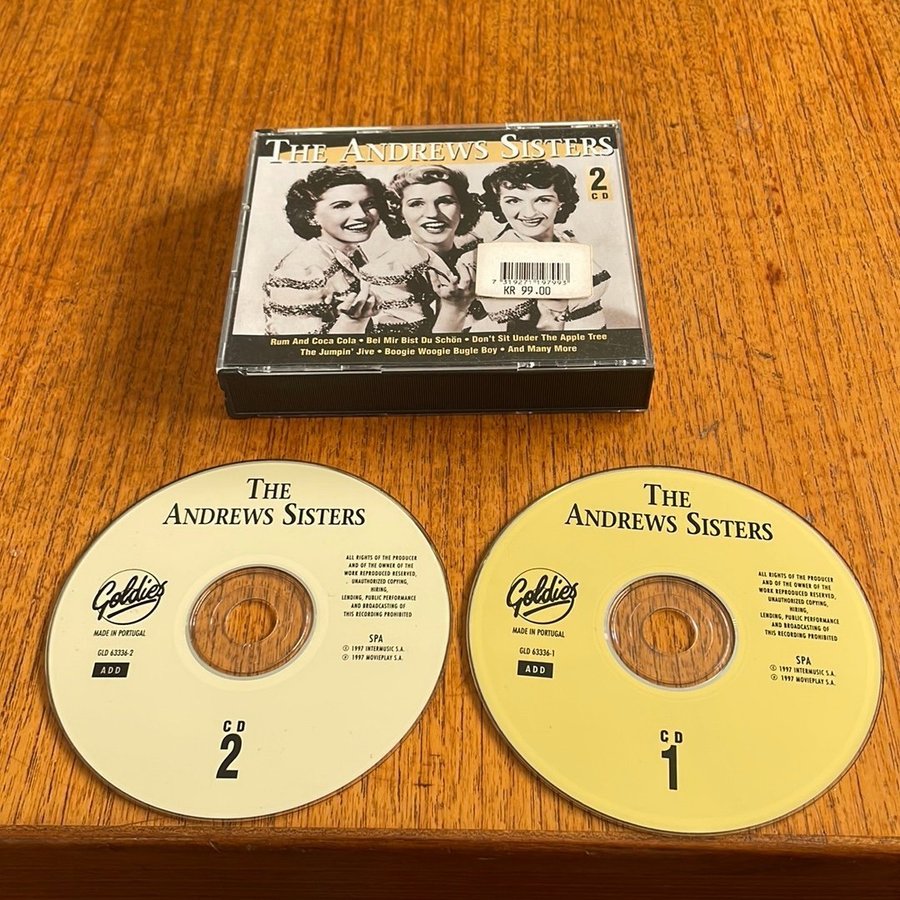 THE ANDREWS SISTERS
2
CD
7 319271 197993
KR 99.00
Rum And Coca Cola • Bei Mir Bist Du Schön • Don't Sit Under The Apple Tree
The Jumpin' Jive • Boogie Woogie Bugle Boy • And Many More
THE
ANDREWS SISTERS
Goldies
MADE IN PORTUGAL
GLD 63336-2
ADD
ALL RIGHTS OF THE PRODUCER
AND OF THE OWNER OF THE
WORK REPRODUCED RESERVED,
UNAUTHORIZED COPYING,
HIRING,
LENDING, PUBLIC PERFORMANCE
AND BROADCASTING OF
THIS RECORDING PROHIBITED
SPA
© 1997 INTERMUSIC S.A.
℗ 1997 MOVIEPLAY S.A.
CD
2
THE
ANDREWS SISTERS
Goldies
MADE IN PORTUGAL
GLD 63336-1
ADD
ALL RIGHTS OF THE PRODUCER
AND OF THE OWNER OF THE
WORK REPRODUCED RESERVED,
UNAUTHORIZED COPYING,
HIRING,
LENDING, PUBLIC PERFORMANCE
AND BROADCASTING OF
THIS RECORDING PROHIBITED
SPA
© 1997 INTERMUSIC S.A.
℗ 1997 MOVIEPLAY S.A.
CD
1